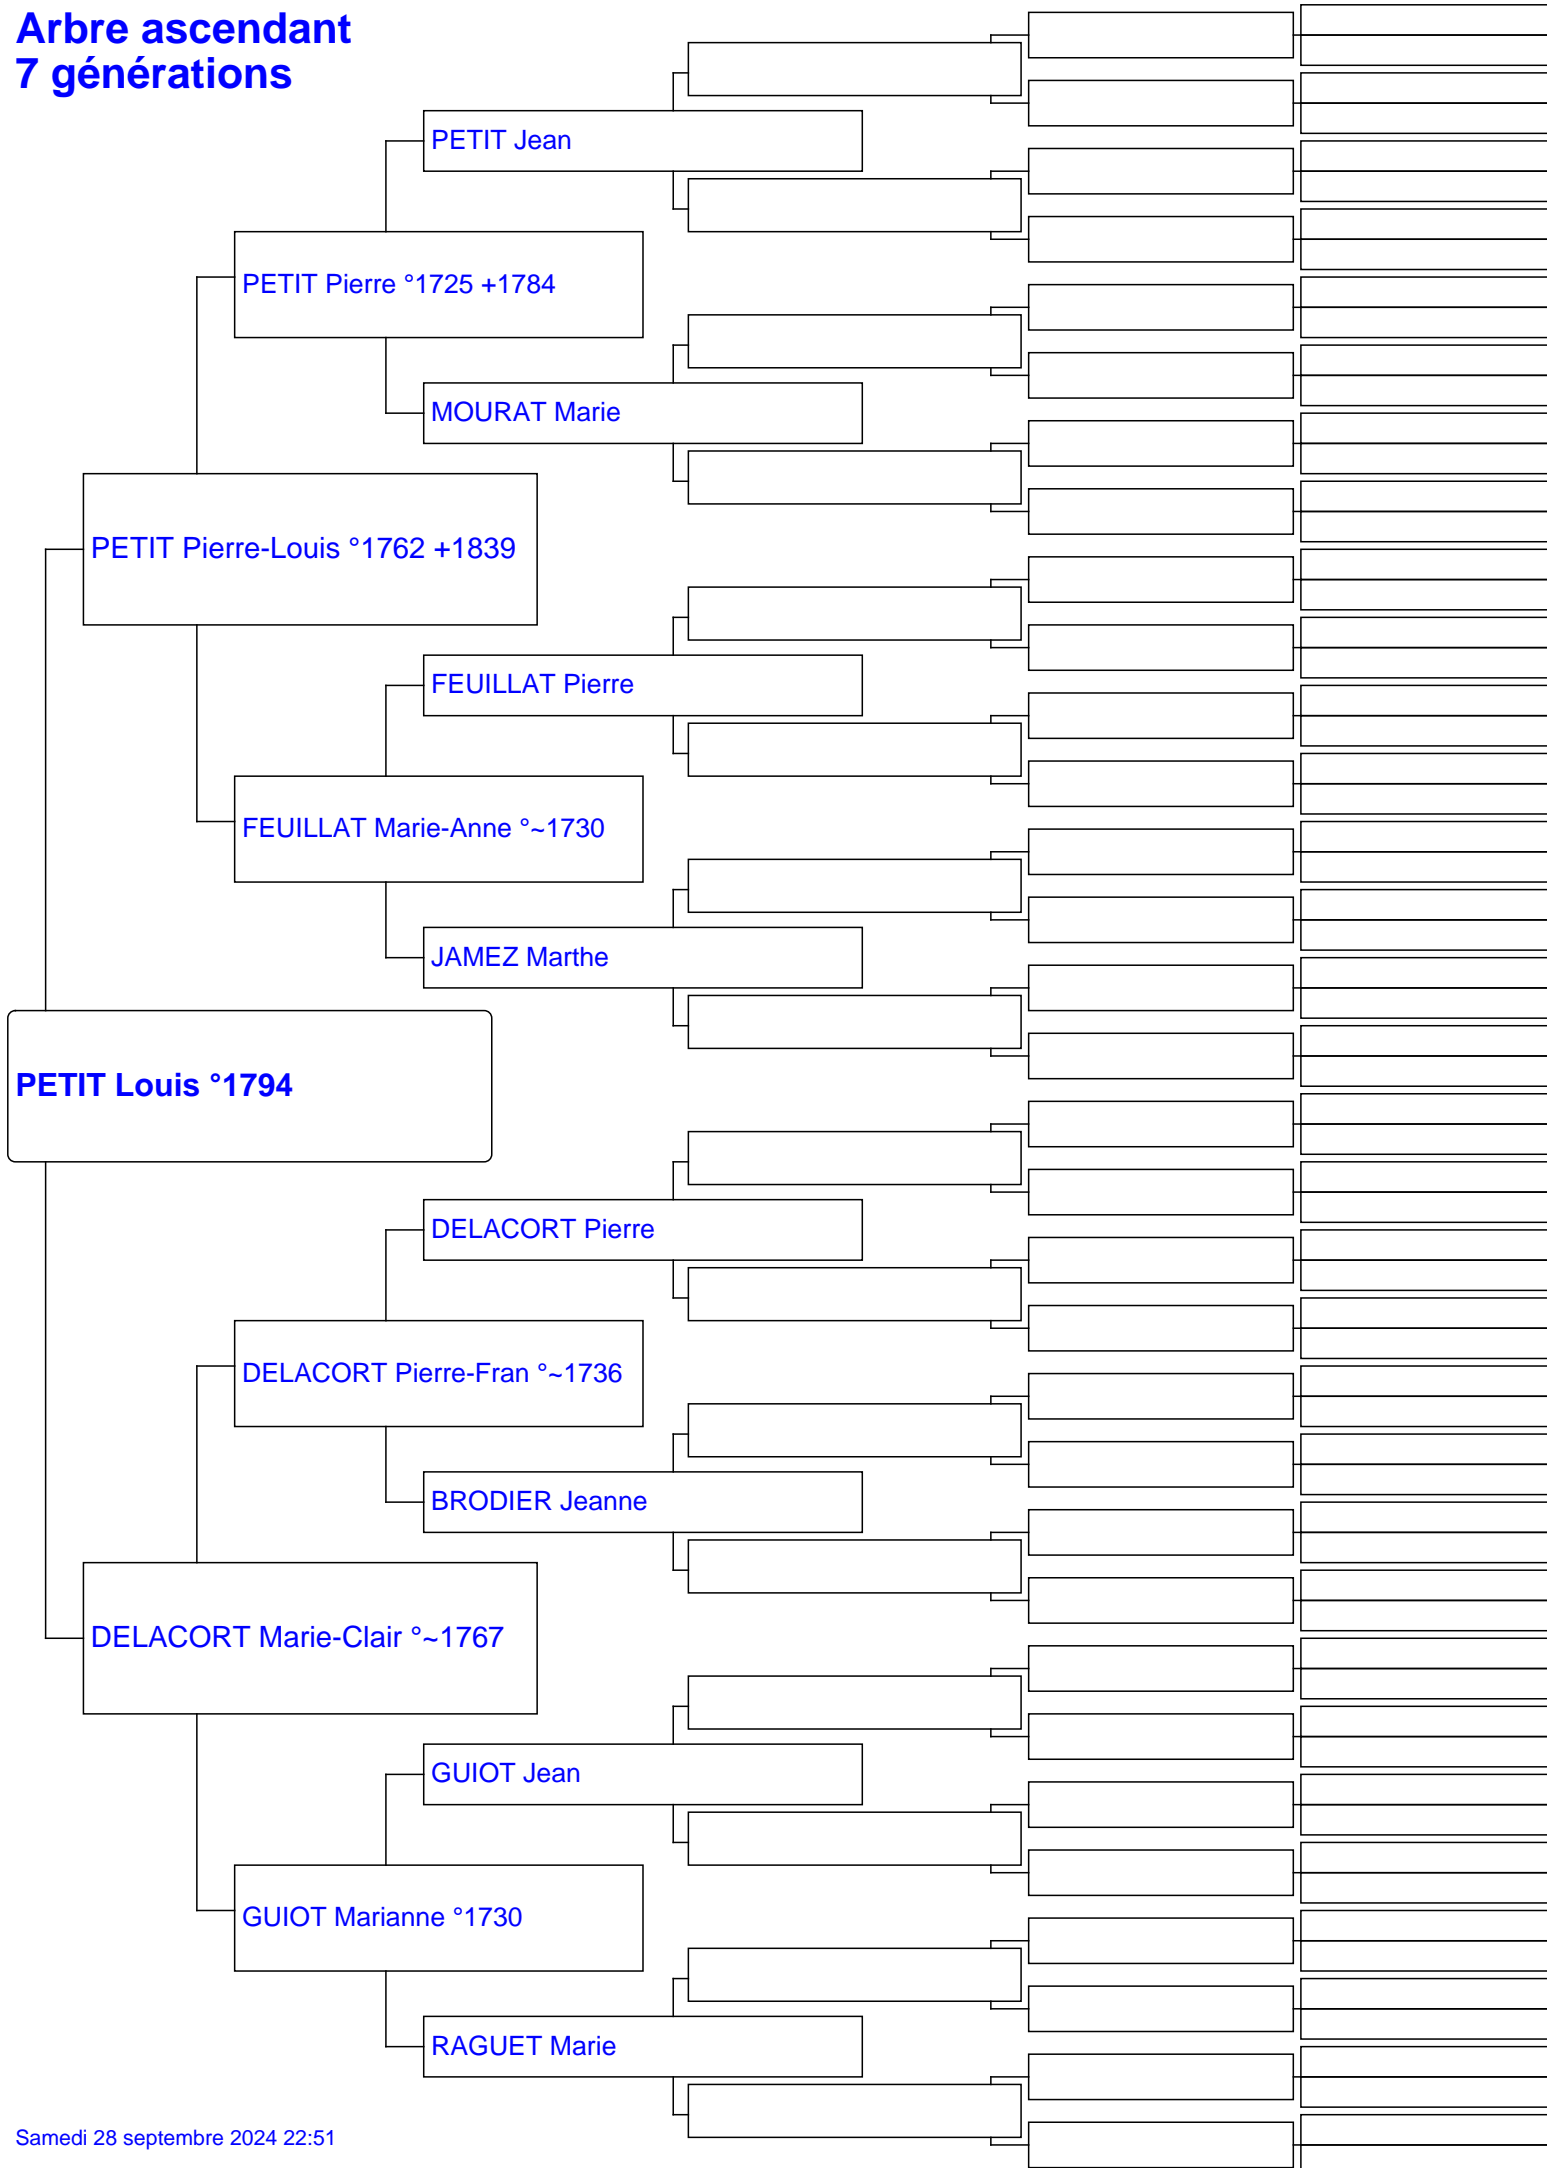 Arbre ascendant
7 générations
PETIT Jean
PETIT Pierre °1725 +1784
MOURAT Marie
PETIT Pierre-Louis °1762 +1839
FEUILLAT Pierre
FEUILLAT Marie-Anne °~1730
JAMEZ Marthe
PETIT Louis °1794
DELACORT Pierre
DELACORT Pierre-Fran °~1736
BRODIER Jeanne
DELACORT Marie-Clair °~1767
GUIOT Jean
GUIOT Marianne °1730
RAGUET Marie
Samedi 28 septembre 2024 22:51